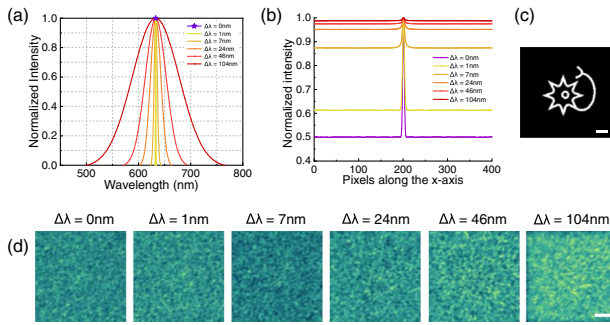 (a)
Normalized Intensity
1.0
0.8
0.6
0.4
0.2
0.0
500
600
700
800
Wavelength (nm)
Δλ = 0nm
Δλ = 1nm
Δλ = 7nm
Δλ = 24nm
Δλ = 46nm
Δλ = 104nm
(b)
Normalized Intensity
1.0
0.9
0.8
0.7
0.6
0.5
0.4
0
100
200
300
400
Pixels along the x-axis
Δλ = 0nm
Δλ = 1nm
Δλ = 7nm
Δλ = 24nm
Δλ = 46nm
Δλ = 104nm
(c)
(d)
Δλ = 0nm
Δλ = 1nm
Δλ = 7nm
Δλ = 24nm
Δλ = 46nm
Δλ = 104nm